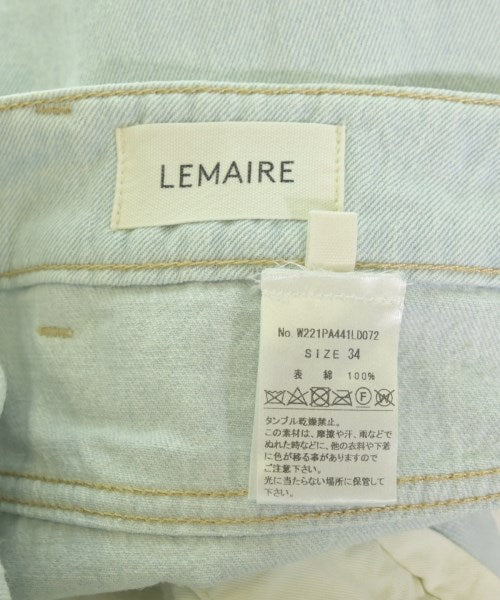 LEMAIRE
No. W221PA441LD072
SIZE 34
表 綿 100%
F W
タンブル乾燥禁止。
この素材は、摩擦や汗、雨などで
ぬれた時などに、他の衣料や下着
に色が移る事がありますので
ご注意下さい。
光に当たらない場所に保管して
下さい。